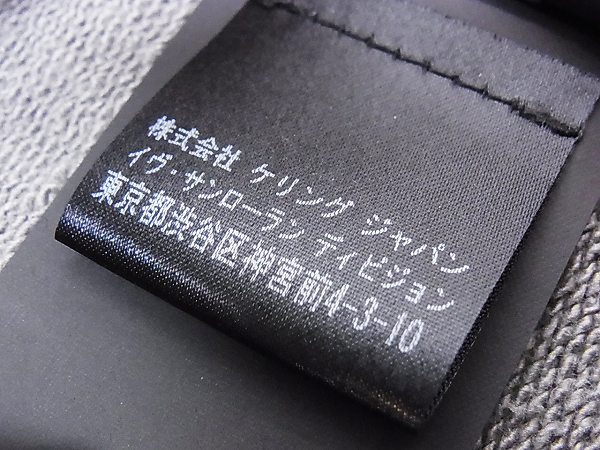 株式会社 ケリング ジャパン
イヴ・サンローラン ディビジョン
東京都渋谷区神宮前4-3-10